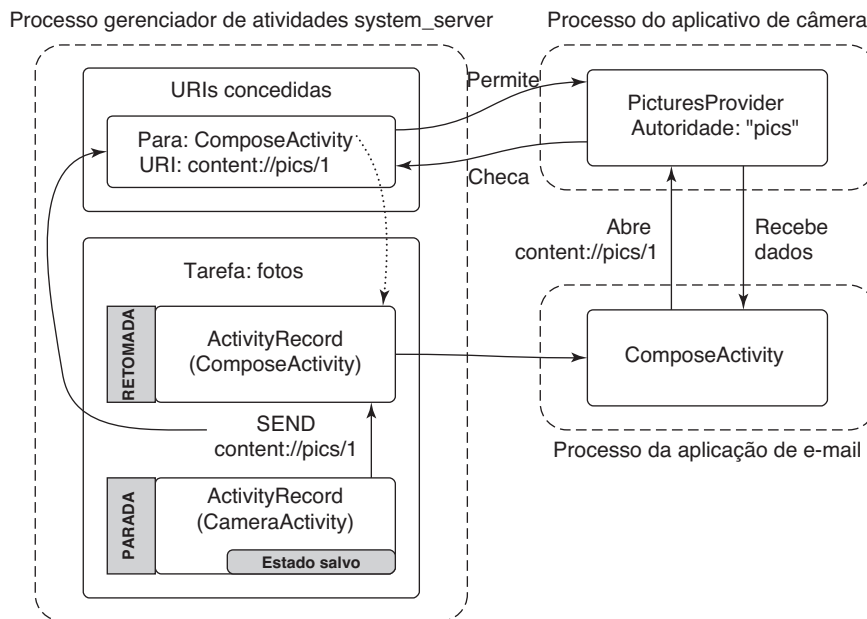 Processo gerenciador de atividades system_server
Processo do aplicativo de câmera
URIs concedidas
Para: ComposeActivity
URI: content://pics/1
Permite
Checa
PicturesProvider
Autoridade: "pics"
Abre
content://pics/1
Recebe
dados
Tarefa: fotos
RETOMADA
ActivityRecord
(ComposeActivity)
ComposeActivity
SEND
content://pics/1
Processo da aplicação de e-mail
PARADA
ActivityRecord
(CameraActivity)
Estado salvo